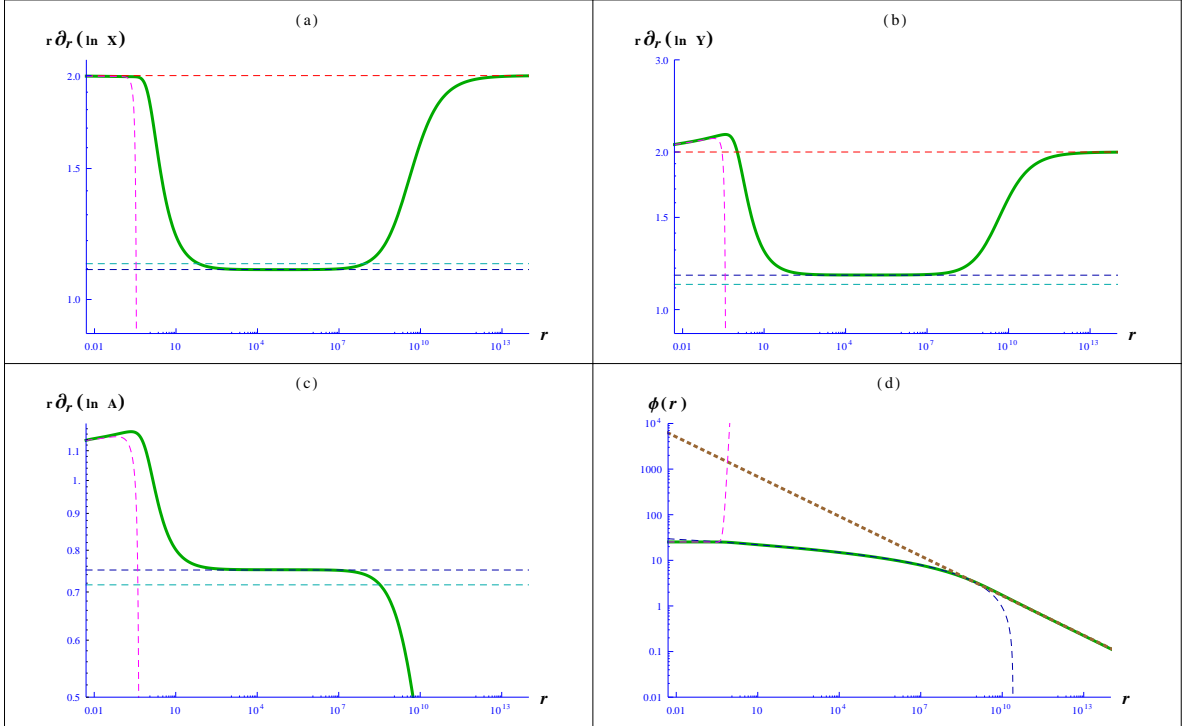 (a)
r ∂r(ln X)
2.0
1.5
1.0
0.01 10 10^4 10^7 10^10 10^13 r
(b)
r ∂r(ln Y)
3.0
2.0
1.5
1.0
0.01 10 10^4 10^7 10^10 10^13 r
(c)
r ∂r(ln A)
1.1
1.
0.9
0.8
0.7
0.6
0.5
0.01 10 10^4 10^7 10^10 10^13 r
(d)
ϕ(r)
10^4
1000
100
10
1
0.1
0.01
0.01 10 10^4 10^7 10^10 10^13 r